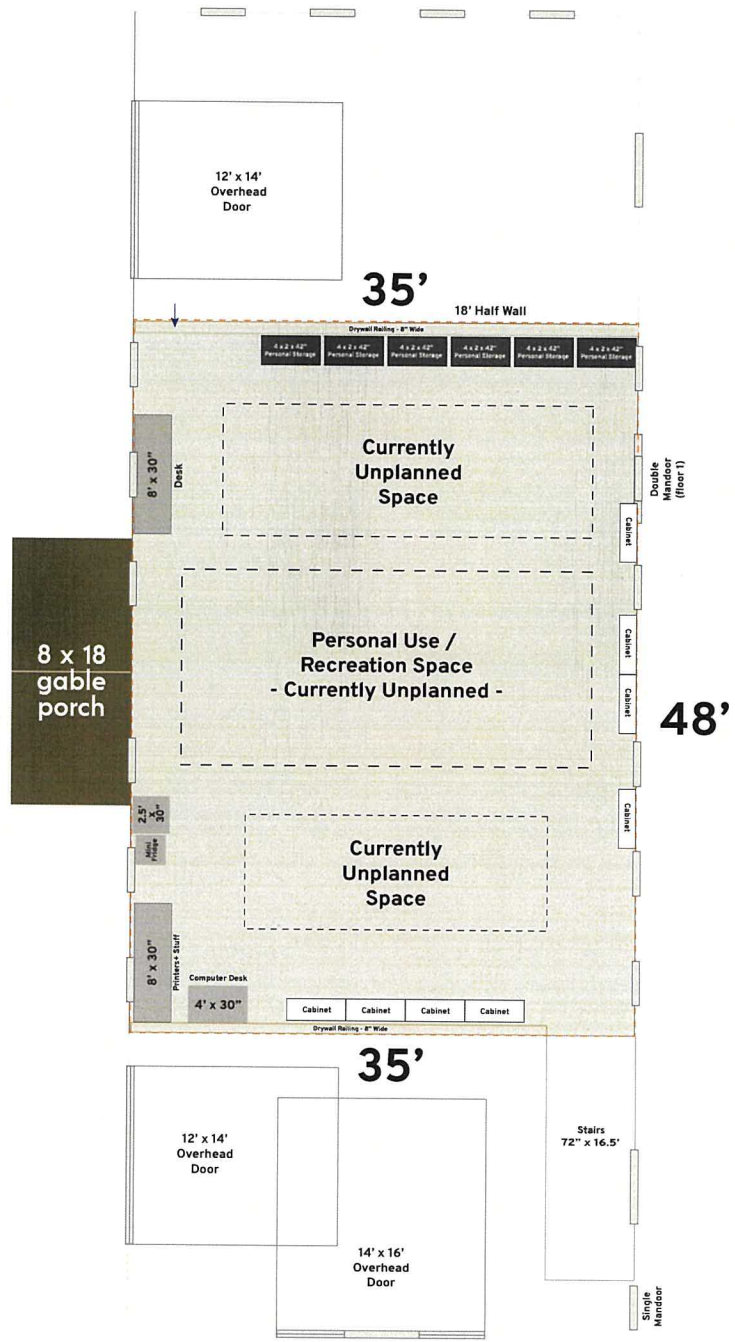 12' x 14'
Overhead
Door
35’
18' Half Wall
Drywall Railing - 8" Wide
4 x 2 x 42"
Personal Storage
4 x 2 x 42"
Personal Storage
4 x 2 x 42"
Personal Storage
4 x 2 x 42"
Personal Storage
4 x 2 x 42"
Personal Storage
4 x 2 x 42"
Personal Storage
8' x 30"
Desk
Currently
Unplanned
Space
Double
Mandoor
(floor 1)
Cabinet
8 x 18
gable
porch
Personal Use /
Recreation Space
- Currently Unplanned -
Cabinet
Cabinet
48’
2.5'
x
30"
Mini
Fridge
Currently
Unplanned
Space
Cabinet
8' x 30"
Printers+ Stuff
Computer Desk
4' x 30"
Cabinet
Cabinet
Cabinet
Cabinet
Drywall Railing - 8" Wide
35’
12' x 14'
Overhead
Door
14' x 16'
Overhead
Door
Stairs
72" x 16.5'
Single
Mandoor